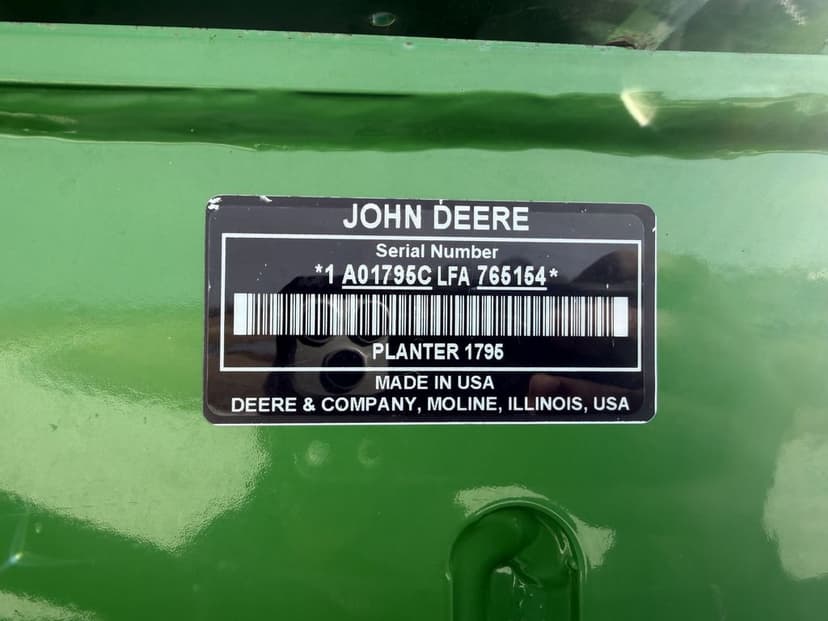 JOHN DEERE
Serial Number
*1 A01795C LFA 765154*
PLANTER 1795
MADE IN USA
DEERE & COMPANY, MOLINE, ILLINOIS, USA